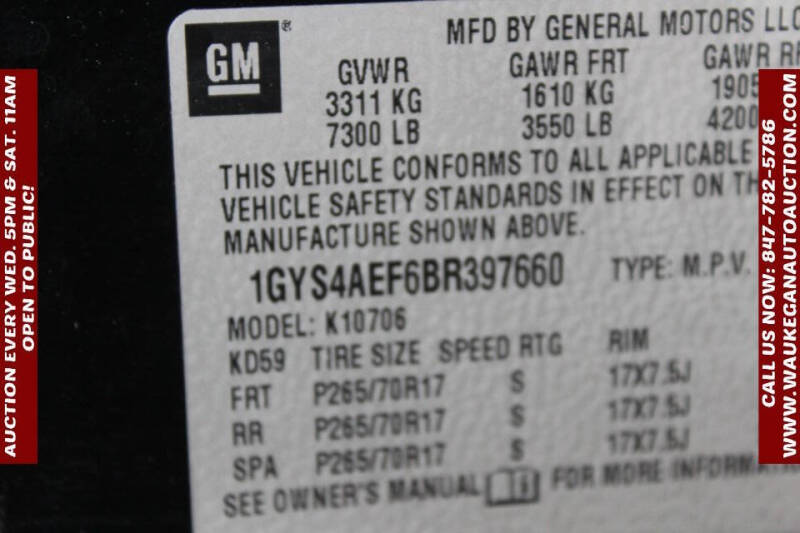 AUCTION EVERY WED. 5PM & SAT. 11AM
OPEN TO PUBLIC!
GM®
MFD BY GENERAL MOTORS LLC
GVWR GAWR FRT GAWR
3311 KG 1610 KG 1905
7300 LB 3550 LB 4200
THIS VEHICLE CONFORMS TO ALL APPLICABLE
VEHICLE SAFETY STANDARDS IN EFFECT ON
MANUFACTURE SHOWN ABOVE.
1GYS4AEF6BR397660 TYPE: M.P.V.
MODEL: K10706
KD59 TIRE SIZE SPEED RTG RIM
FRT P265/70R17 S 17X7.5J
RR P265/70R17 S 17X7.5J
SPA P265/70R17 S 17X7.5J
SEE OWNER'S MANUAL FOR MORE
CALL US NOW: 847-782-5786
WWW.WAUKEGANAUTOAUCTION.COM